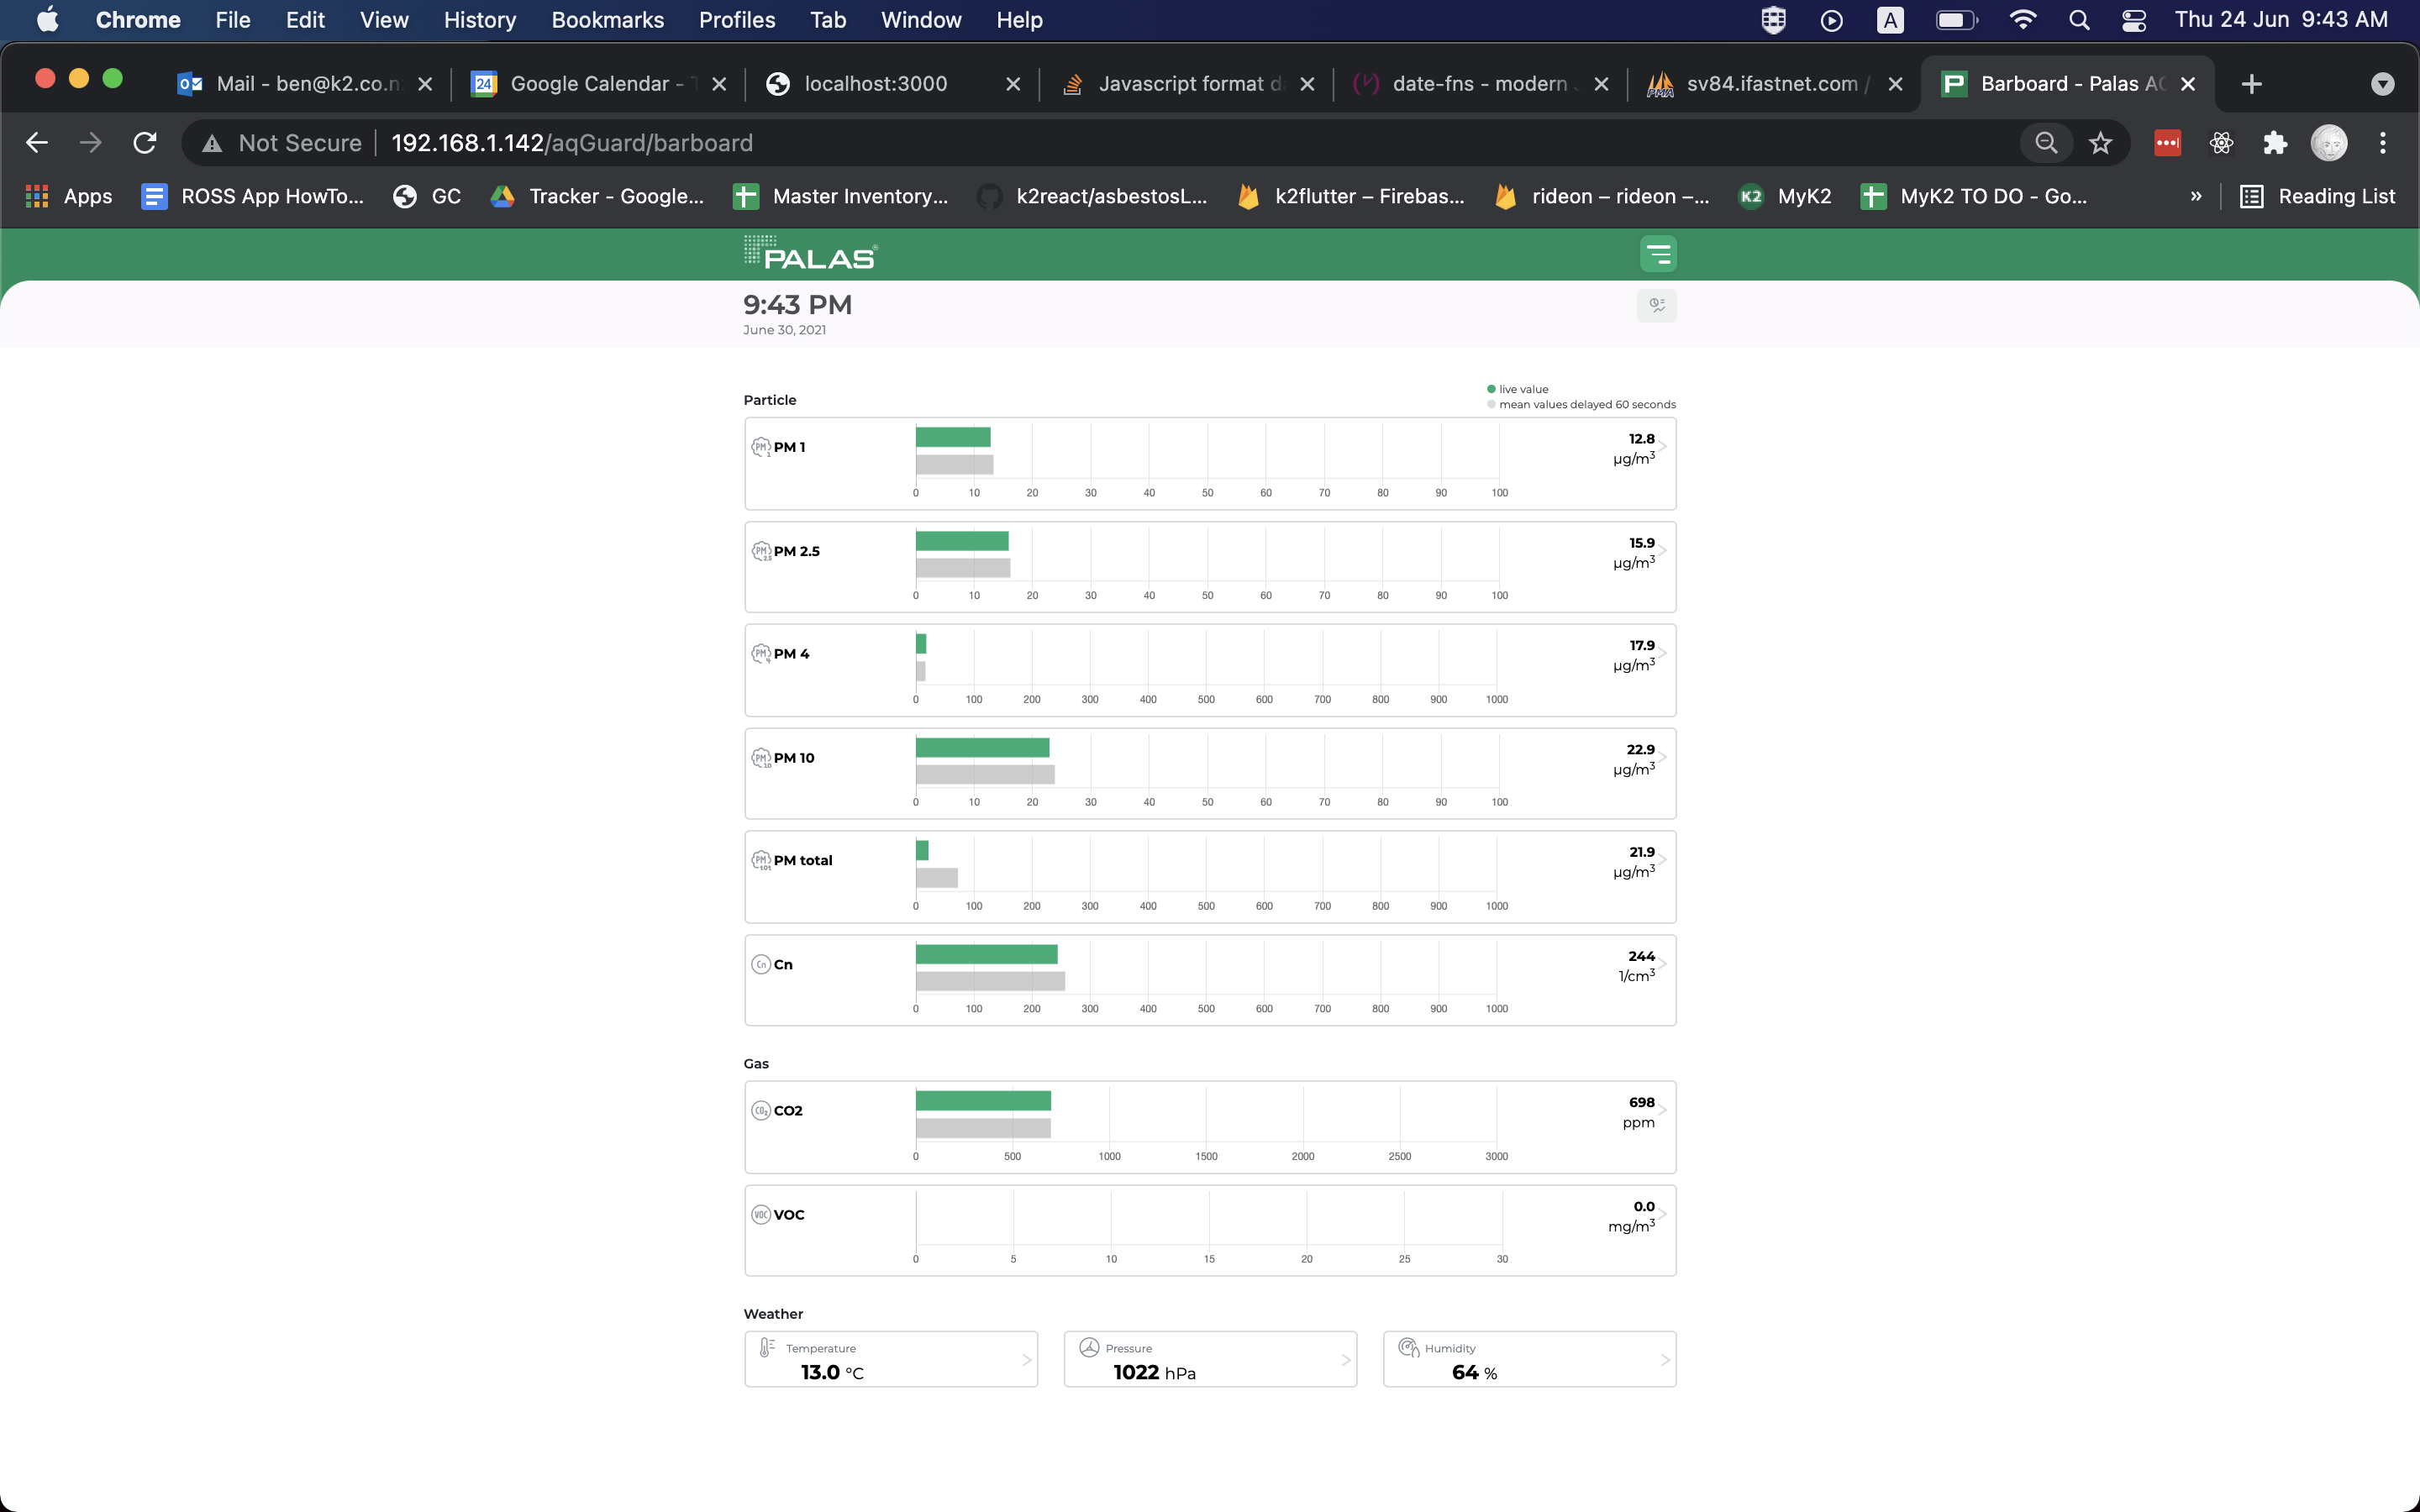 Chrome File Edit View History Bookmarks Profiles Tab Window Help A Thu 24 Jun 9:43 AM
Mail - ben@k2.co.n 24 Google Calendar - T localhost:3000 Javascript format d date-fns - modern sv84.ifastnet.com / Barboard - Palas AQ
Not Secure 192.168.1.142/aqGuard/barboard
Apps ROSS App HowTo... GC Tracker - Google... Master Inventory... k2react/asbestosL... k2flutter – Firebas... rideon – rideon –... K2 MyK2 MyK2 TO DO - Go... » Reading List
PALAS®
9:43 PM
June 30, 2021
live value
Particle
mean values delayed 60 seconds
PM 1 12.8
µg/m³
0 10 20 30 40 50 60 70 80 90 100
PM 2.5 15.9
µg/m³
0 10 20 30 40 50 60 70 80 90 100
PM 4 17.9
µg/m³
0 100 200 300 400 500 600 700 800 900 1000
PM 10 22.9
µg/m³
0 10 20 30 40 50 60 70 80 90 100
PM total 21.9
µg/m³
0 100 200 300 400 500 600 700 800 900 1000
Cn 244
1/cm³
0 100 200 300 400 500 600 700 800 900 1000
Gas
CO2 698
ppm
0 500 1000 1500 2000 2500 3000
VOC 0.0
mg/m³
0 5 10 15 20 25 30
Weather
Temperature Pressure Humidity
13.0 °C 1022 hPa 64 %